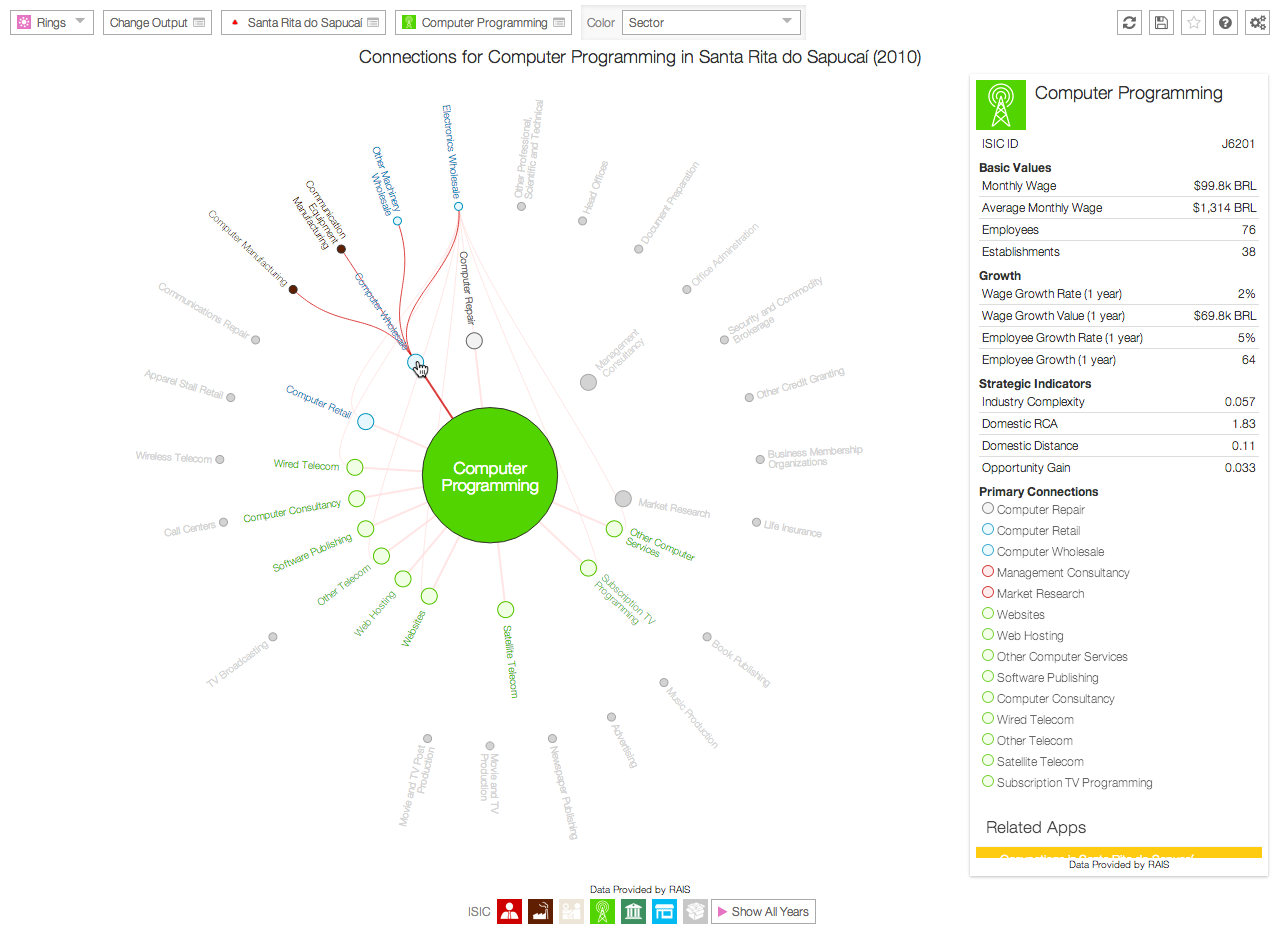 Rings
Change Output
Santa Rita do Sapucaí
Computer Programming
Color
Sector
Connections for Computer Programming in Santa Rita do Sapucaí (2010)
Electronics Wholesale
Other Professional,
Scientific and Technical
Head Offices
Document Preparation
Office Administration
Security and Commodity
Brokerage
Other Credit Granting
Business Membership
Organizations
Life Insurance
Book Publishing
Music Production
Advertising
Newspaper Publishing
Movie and TV
Production
Movie and TV Post
Production
TV Broadcasting
Call Centers
Wireless Telecom
Apparel Stall Retail
Communications Repair
Computer Manufacturing
Communication
Equipment
Manufacturing
Other Machinery
Wholesale
Computer Repair
Management
Consultancy
Market Research
Other Computer
Services
Subscription TV
Programming
Satellite Telecom
Websites
Web Hosting
Other Telecom
Software Publishing
Computer Consultancy
Wired Telecom
Computer Retail
Computer Wholesale
Computer
Programming
Computer Programming
ISIC ID J6201
Basic Values
Monthly Wage $99.8k BRL
Average Monthly Wage $1,314 BRL
Employees 76
Establishments 38
Growth
Wage Growth Rate (1 year) 2%
Wage Growth Value (1 year) $69.8k BRL
Employee Growth Rate (1 year) 5%
Employee Growth (1 year) 64
Strategic Indicators
Industry Complexity 0.057
Domestic RCA 1.83
Domestic Distance 0.11
Opportunity Gain 0.033
Primary Connections
Computer Repair
Computer Retail
Computer Wholesale
Management Consultancy
Market Research
Websites
Web Hosting
Other Computer Services
Software Publishing
Computer Consultancy
Wired Telecom
Other Telecom
Satellite Telecom
Subscription TV Programming
Related Apps
Data Provided by RAIS
Data Provided by RAIS
ISIC
Show All Years